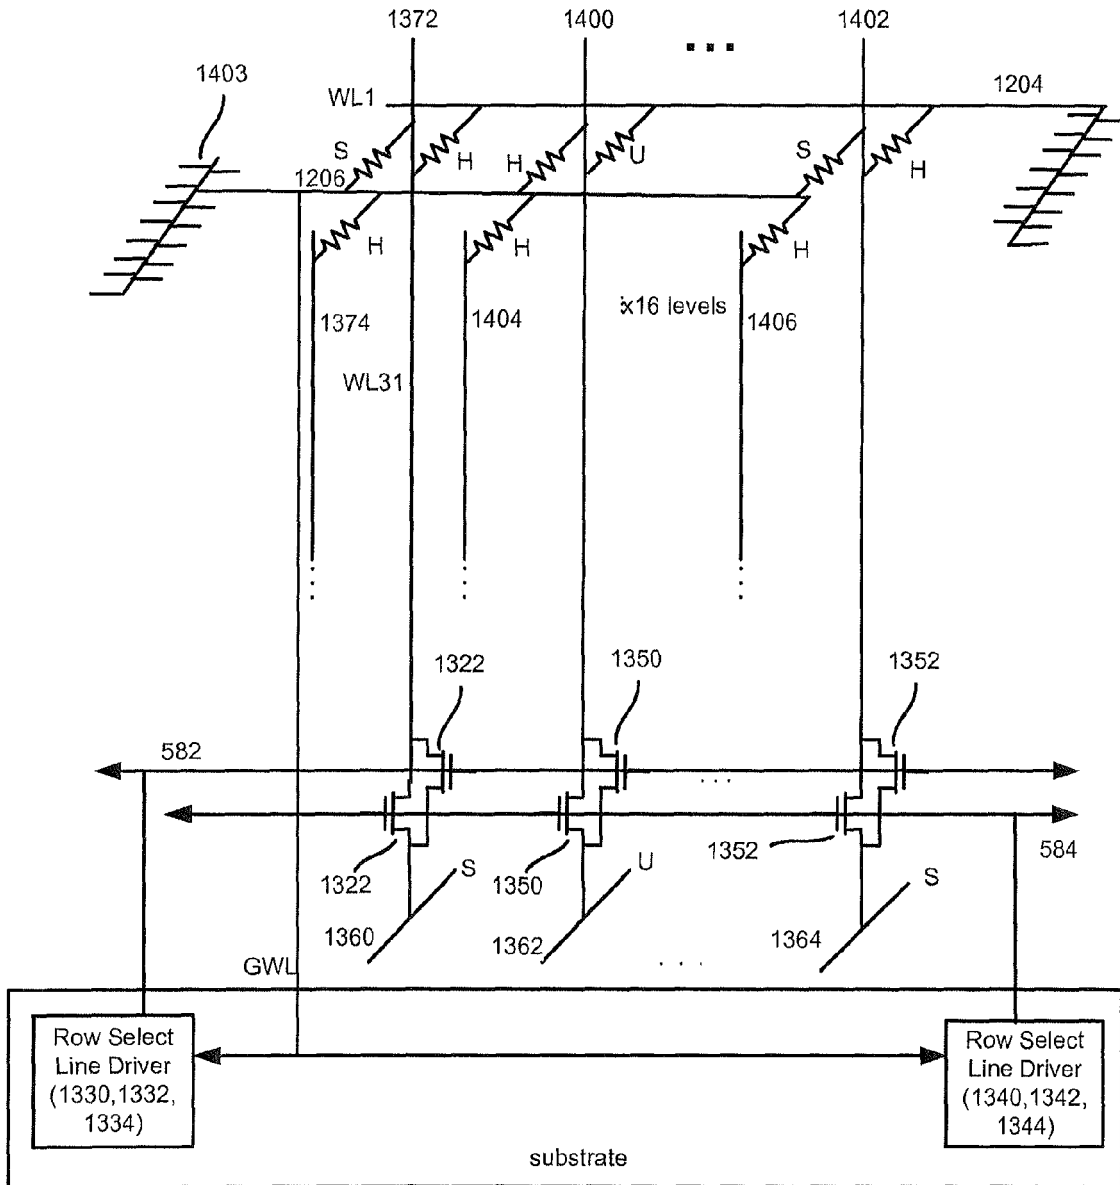 1372
1400
1402
1403
WL1
1204
S
H
H
U
S
H
1206
H
H
H
1374
1404
x16 levels
1406
WL31
1322
1350
1352
582
584
1322
1350
1352
S
U
S
1360
1362
1364
GWL
Row Select
Line Driver
(1330,1332,
1334)
Row Select
Line Driver
(1340,1342,
1344)
substrate